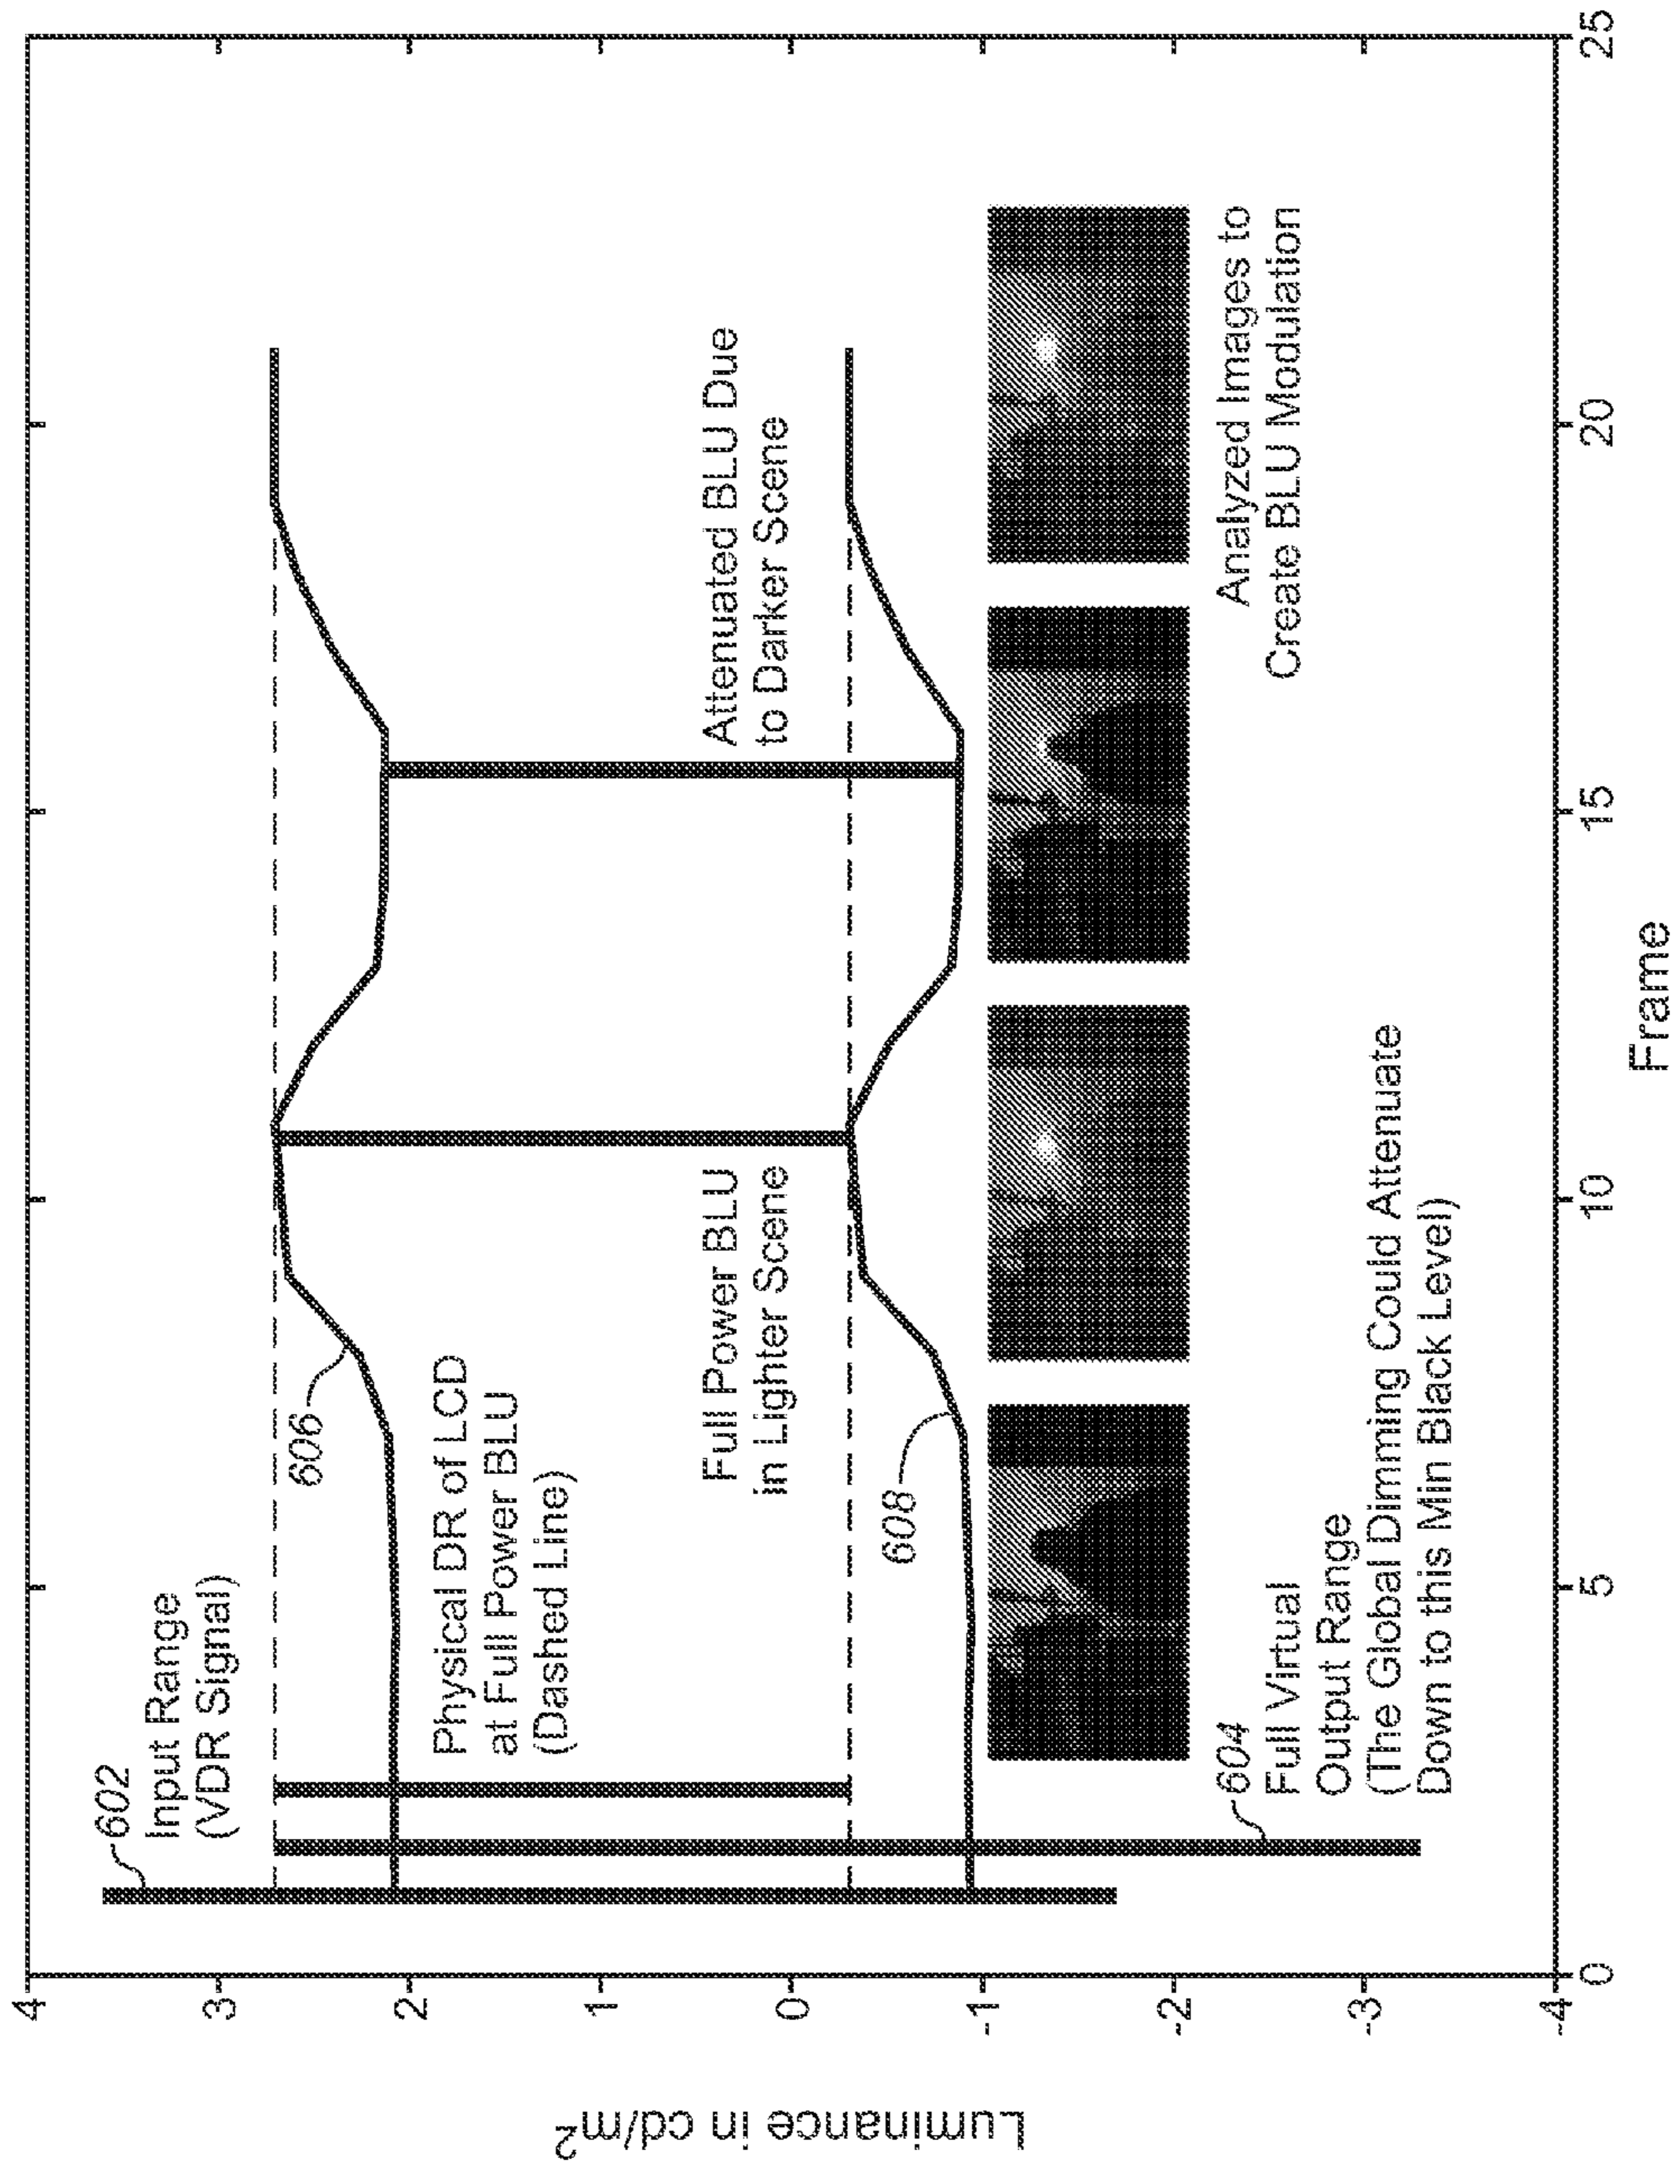 602
Input Range
(VDR Signal)
606
Physical DR of LCD
at Full Power BLU
(Dashed Line)
Full Power BLU
in Lighter Scene
Attenuated BLU Due
to Darker Scene
608
604
Full Virtual
Output Range
(The Global Dimming Could Attenuate
Down to this Min Black Level)
Analyzed Images to
Create BLU Modulation
4
3
2
1
0
-1
-2
-3
-4
Luminance in cd/m²
0
5
10
15
20
25
Frame